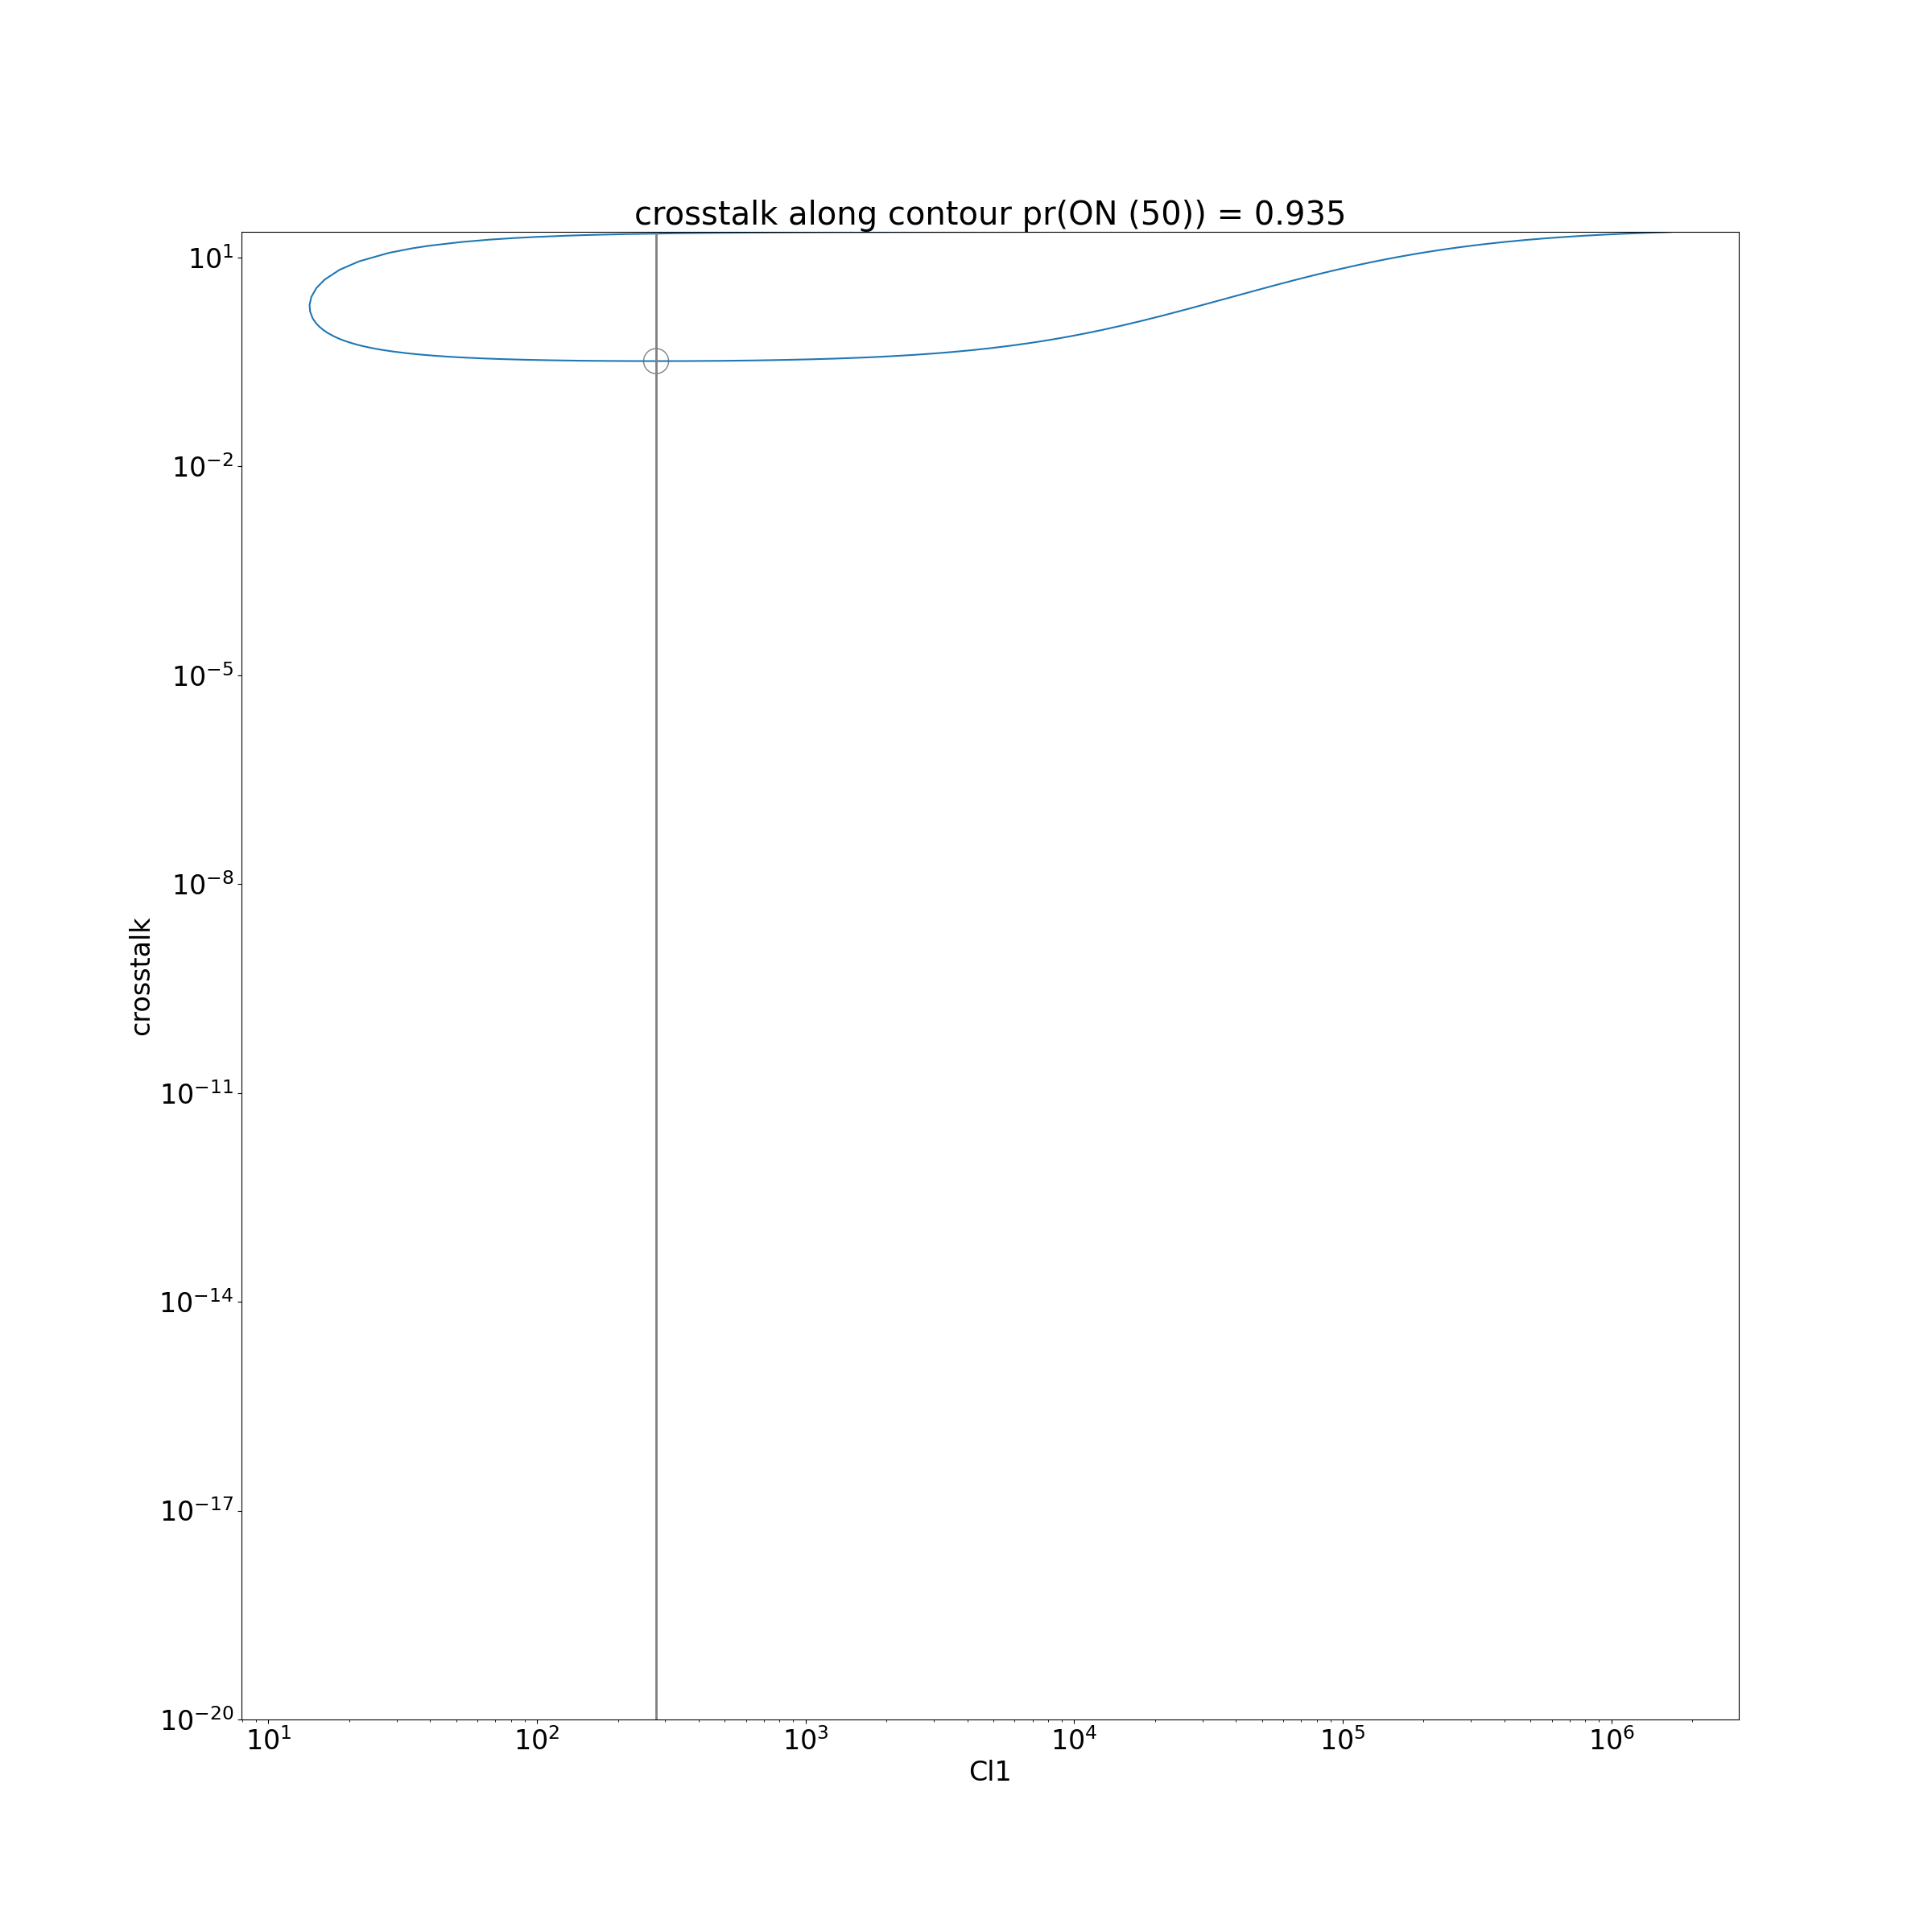 crosstalk along contour pr(ON (50)) = 0.935
10¹
10⁻²
10⁻⁵
10⁻⁸
10⁻¹¹
10⁻¹⁴
10⁻¹⁷
10⁻²⁰
crosstalk
10¹ 10² 10³ 10⁴ 10⁵ 10⁶
Cl1